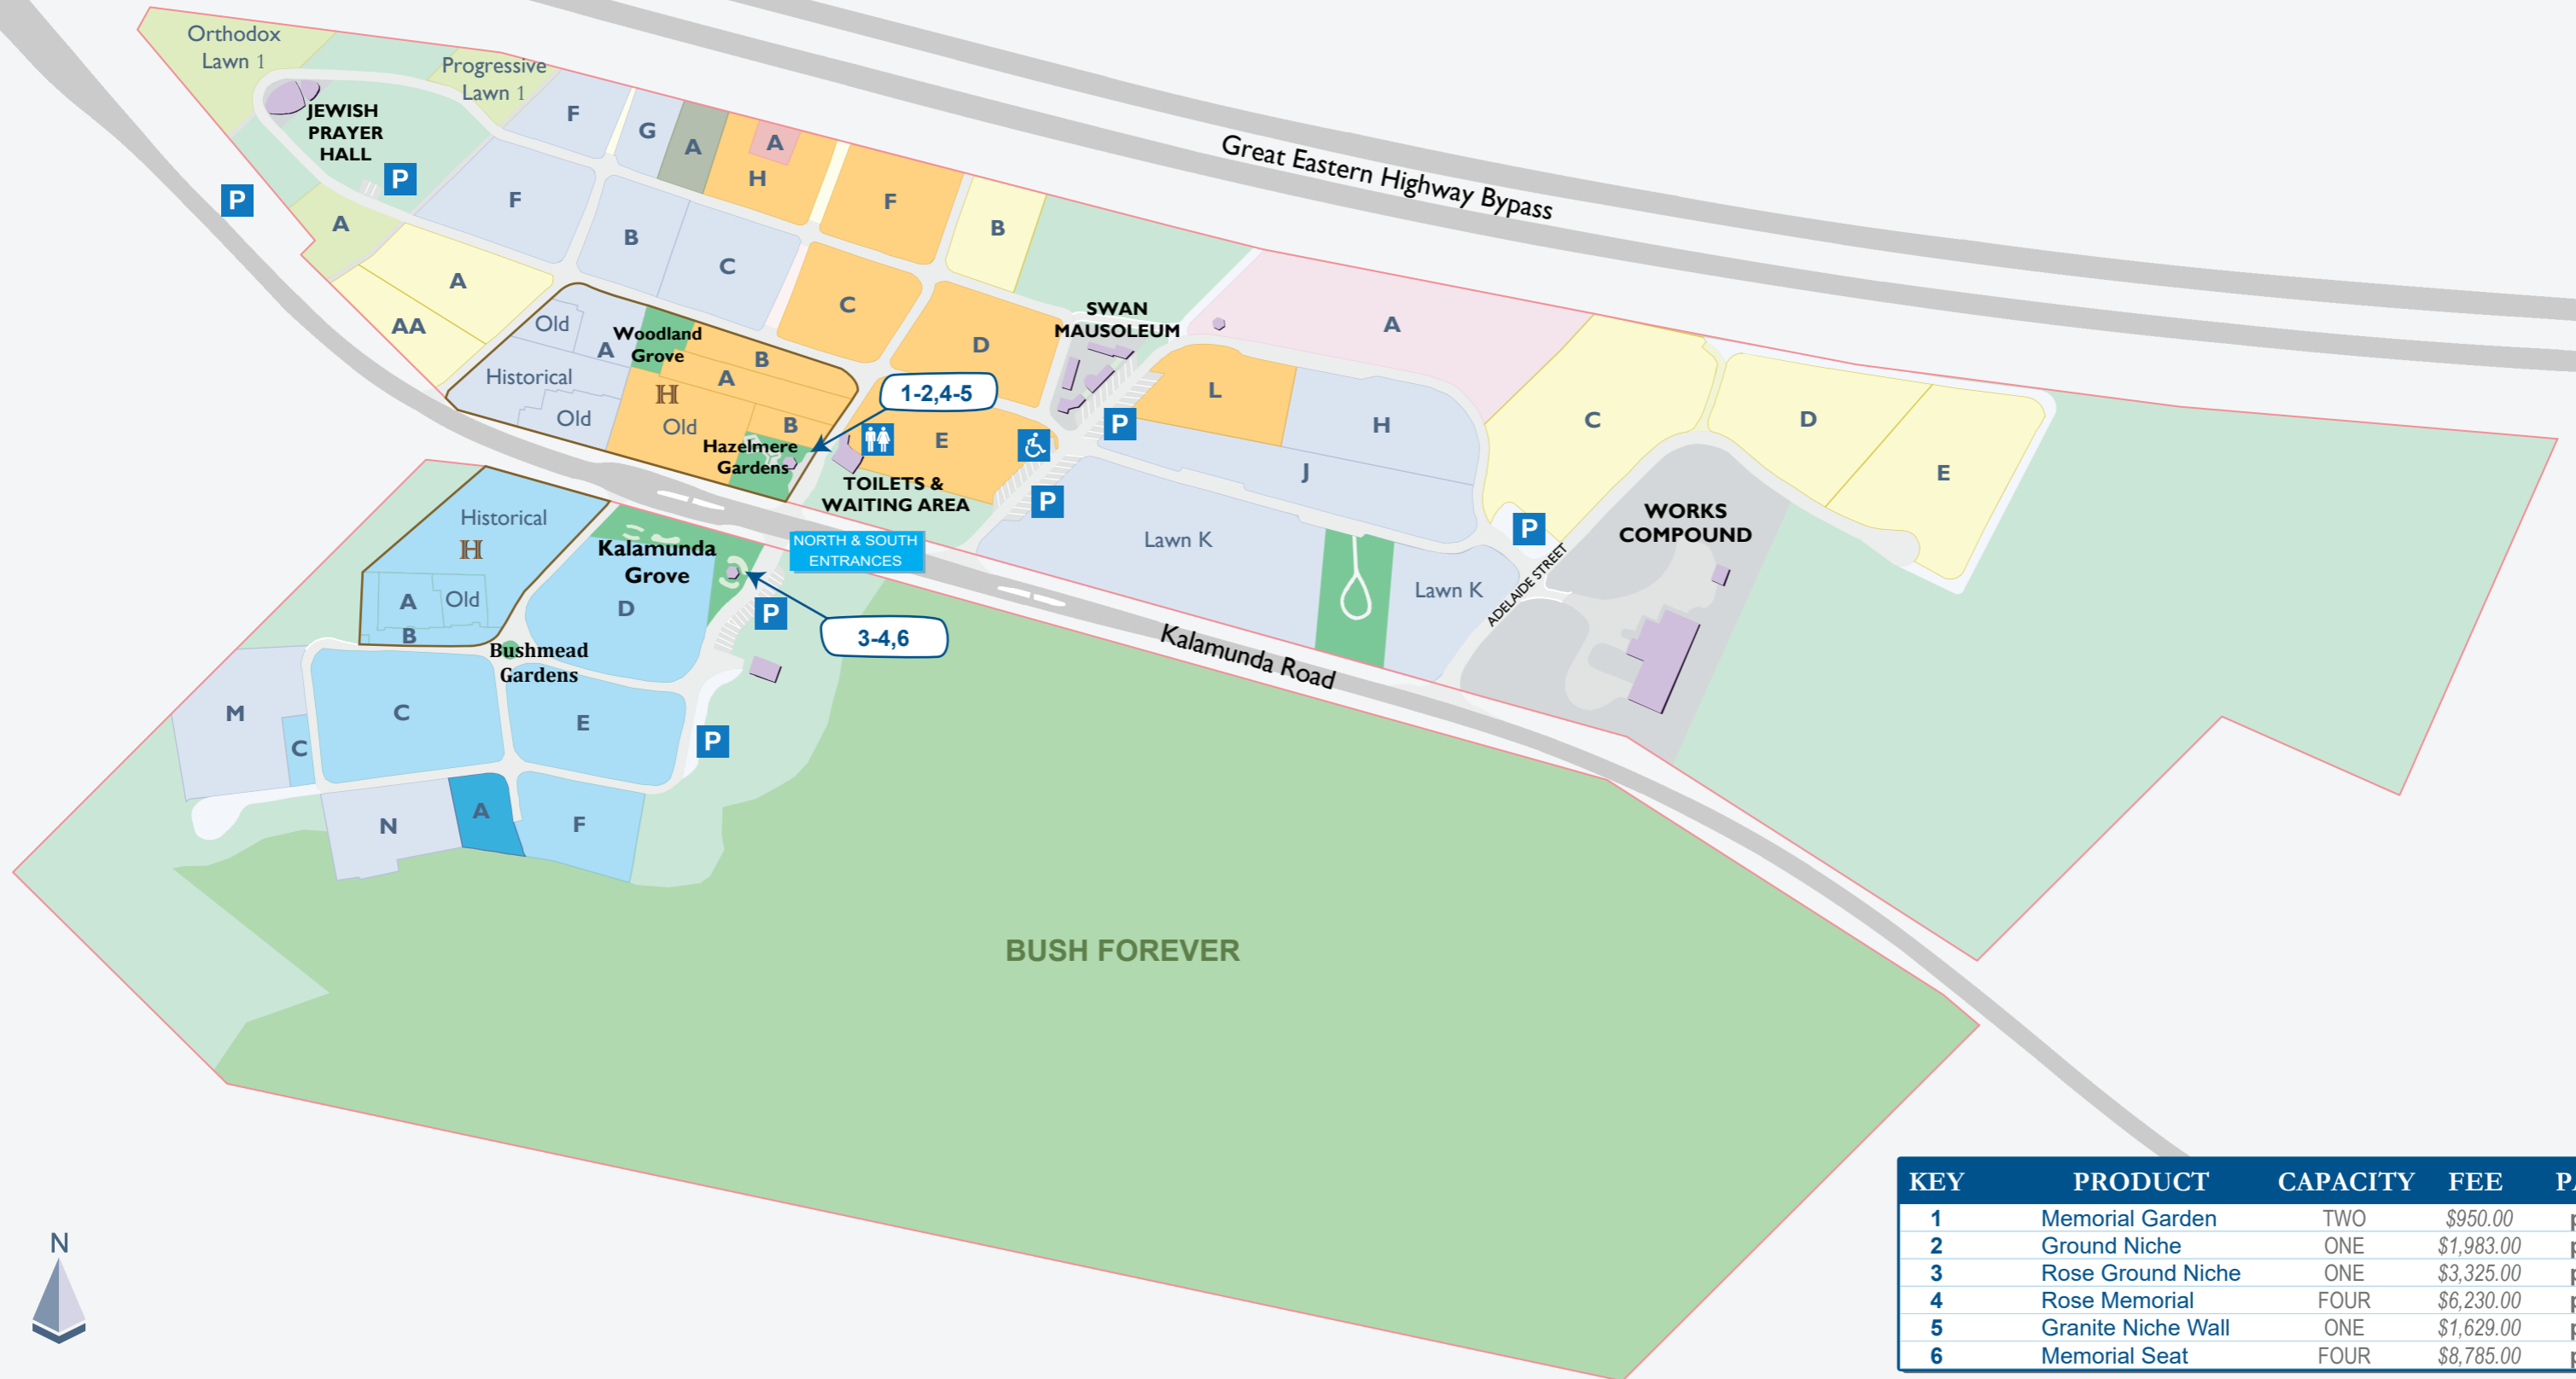 Orthodox
Lawn 1
Progressive
Lawn 1
JEWISH
PRAYER
HALL
P
P
F
G
A
A
H
F
B
F
B
C
A
A
AA
C
D
Great Eastern Highway Bypass
SWAN
MAUSOLEUM
A
Old
A
Woodland
Grove
B
A
Historical
H
Old
Old
B
Hazelmere
Gardens
1-2,4-5
E
TOILETS &
WAITING AREA
P
P
L
H
J
C
D
E
P
WORKS
COMPOUND
ADELAIDE STREET
Lawn K
Lawn K
NORTH & SOUTH
ENTRANCES
Kalamunda Road
Historical
H
A
Old
B
Kalamunda
Grove
D
P
3-4,6
Bushmead
Gardens
M
C
C
E
P
N
A
F
BUSH FOREVER
N
KEY PRODUCT CAPACITY FEE
1 Memorial Garden TWO $950.00
2 Ground Niche ONE $1,983.00
3 Rose Ground Niche ONE $3,325.00
4 Rose Memorial FOUR $6,230.00
5 Granite Niche Wall ONE $1,629.00
6 Memorial Seat FOUR $8,785.00